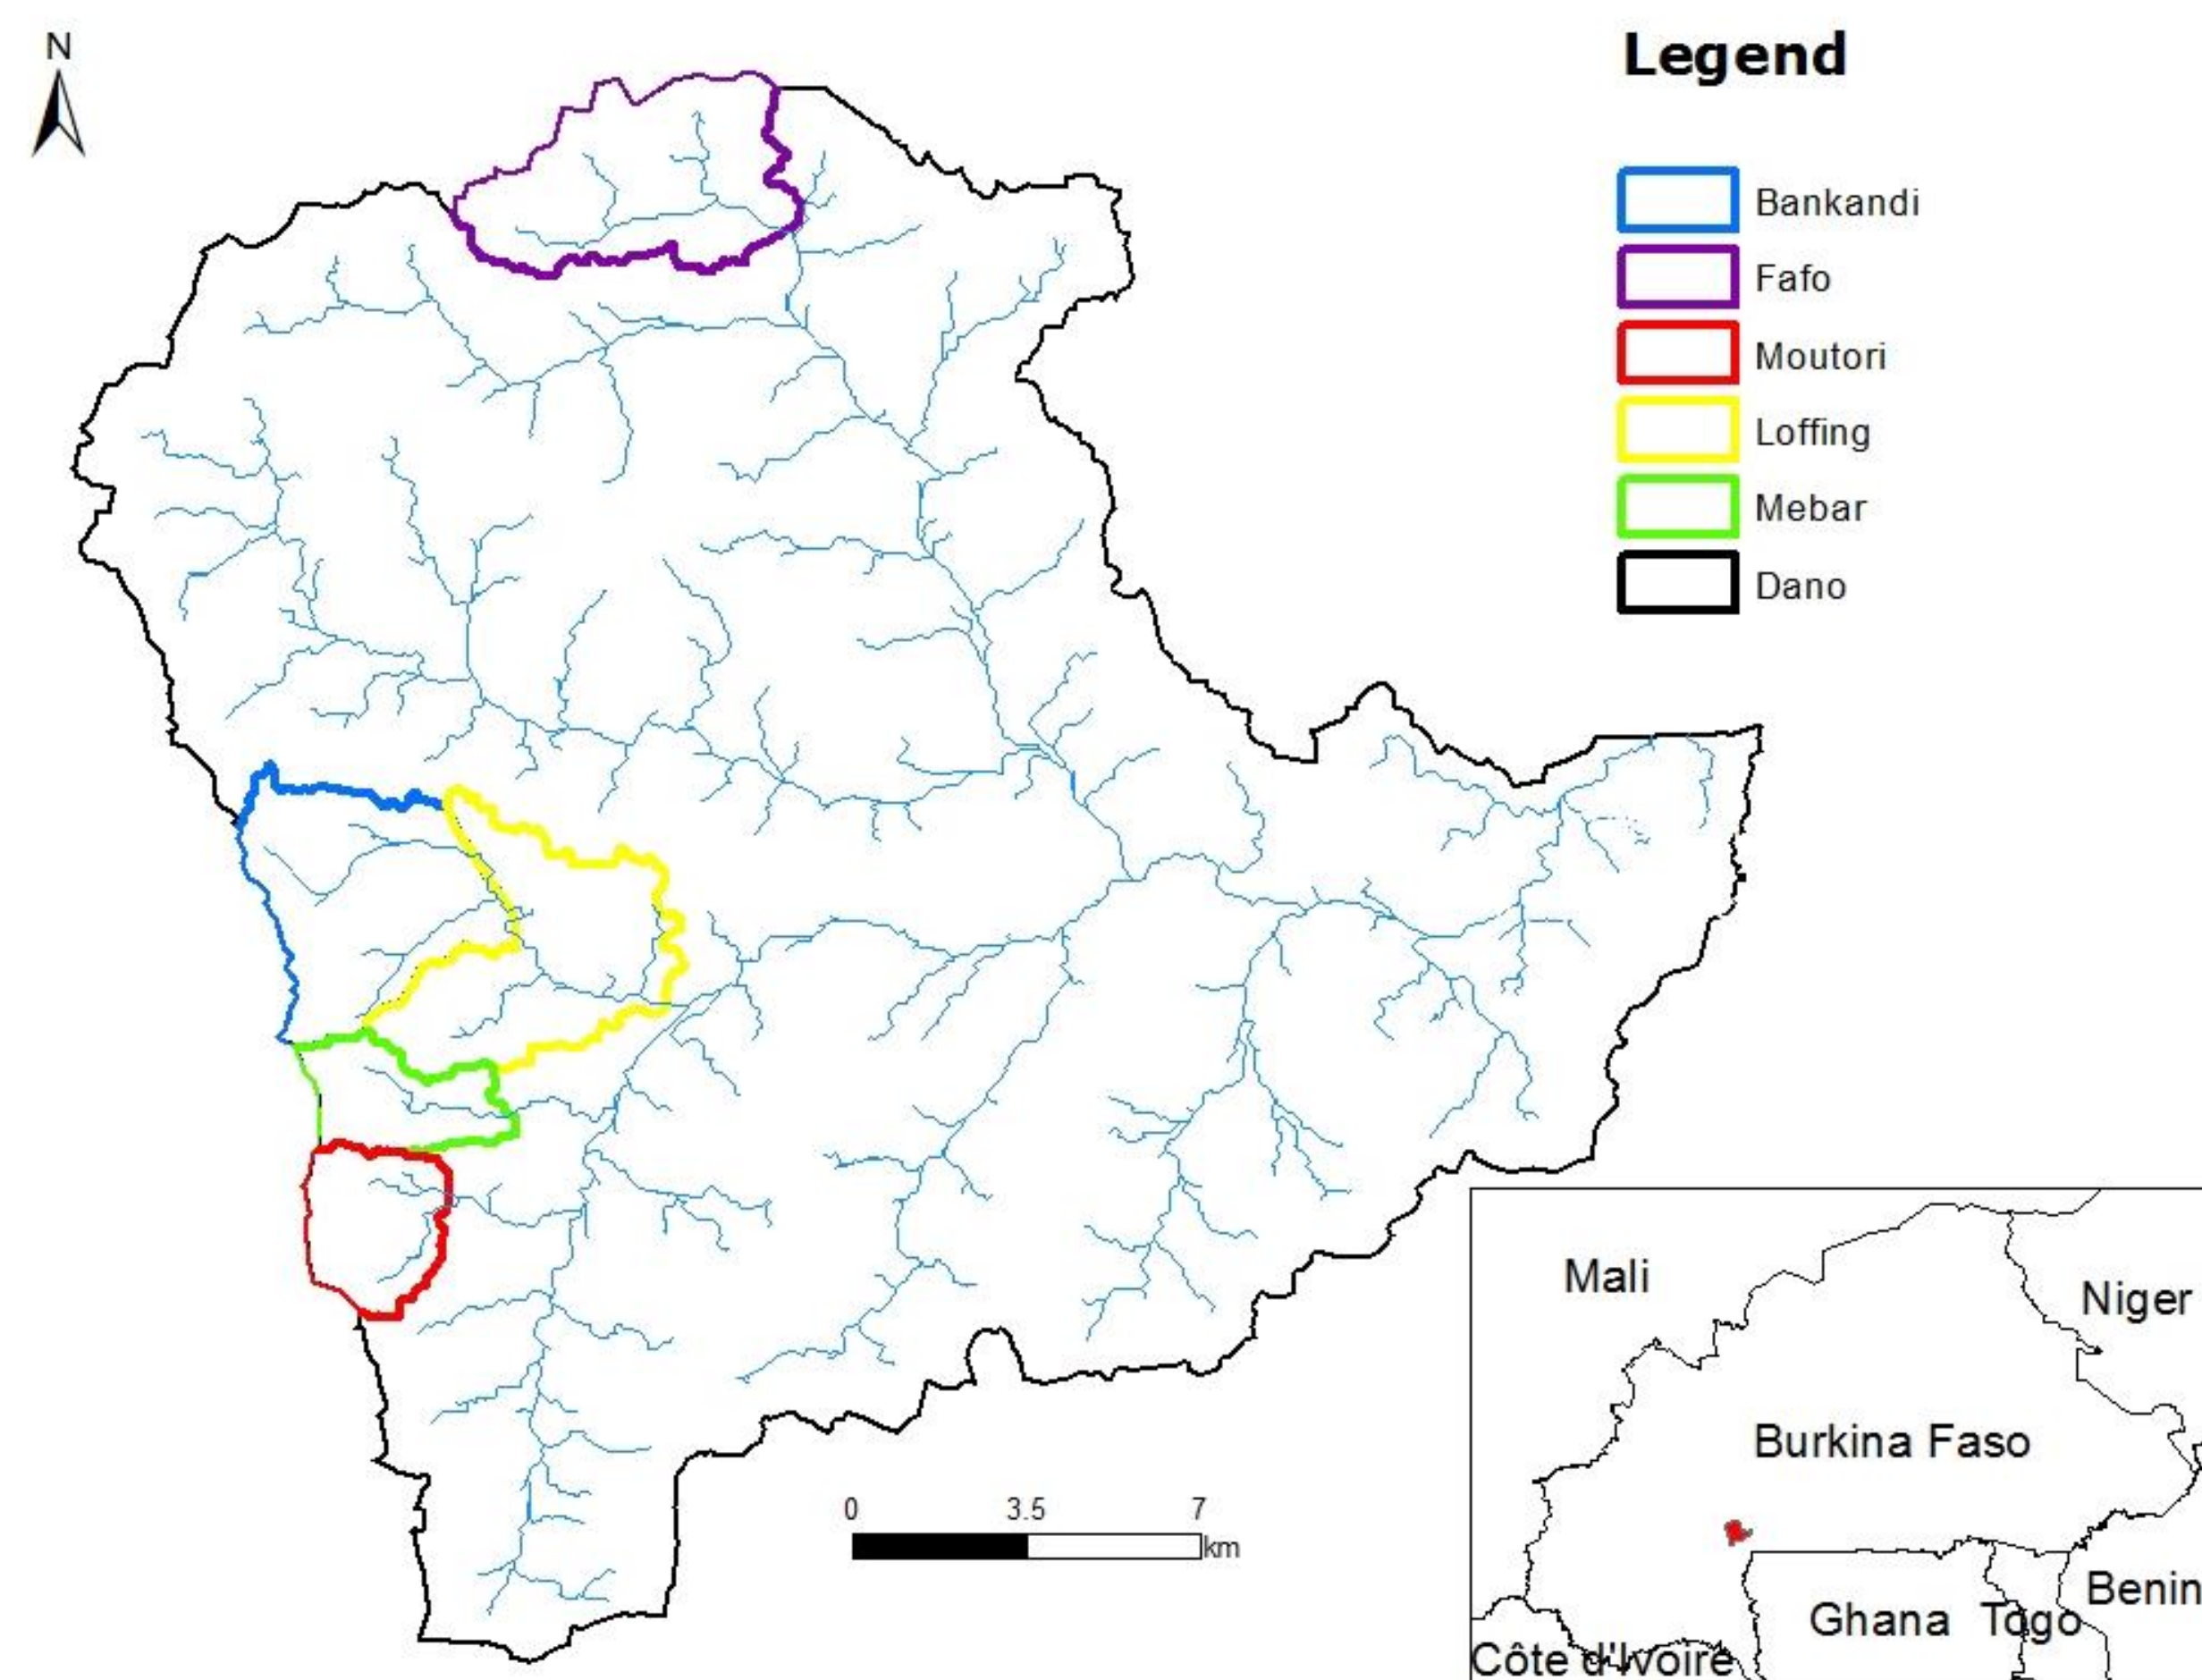 N
Legend
Bankandi
Fafo
Moutori
Loffing
Mebar
Dano
0 3.5 7
km
Mali
Niger
Burkina Faso
Benin
Ghana Togo
Côte d'Ivoire